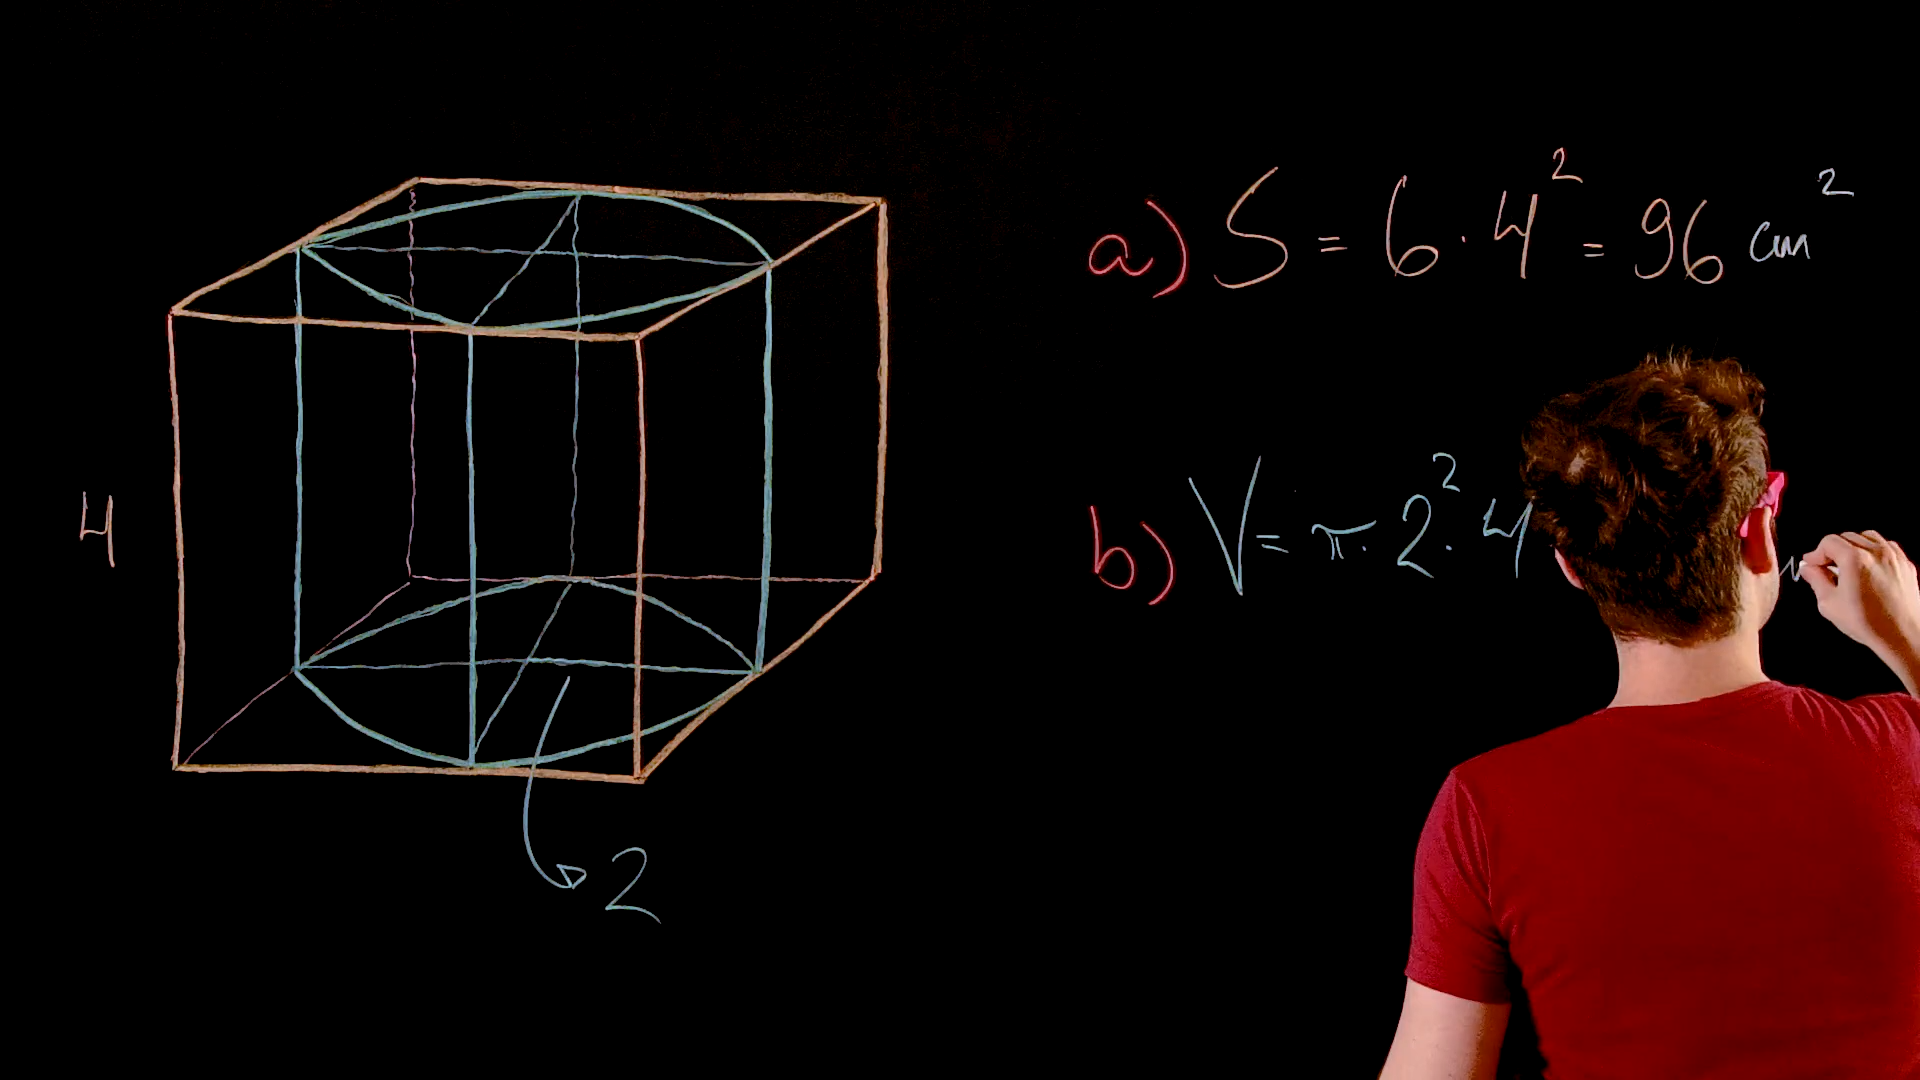 4
2
a) S = 6 · 4² = 96 cm²
b) V = π · 2² · 4